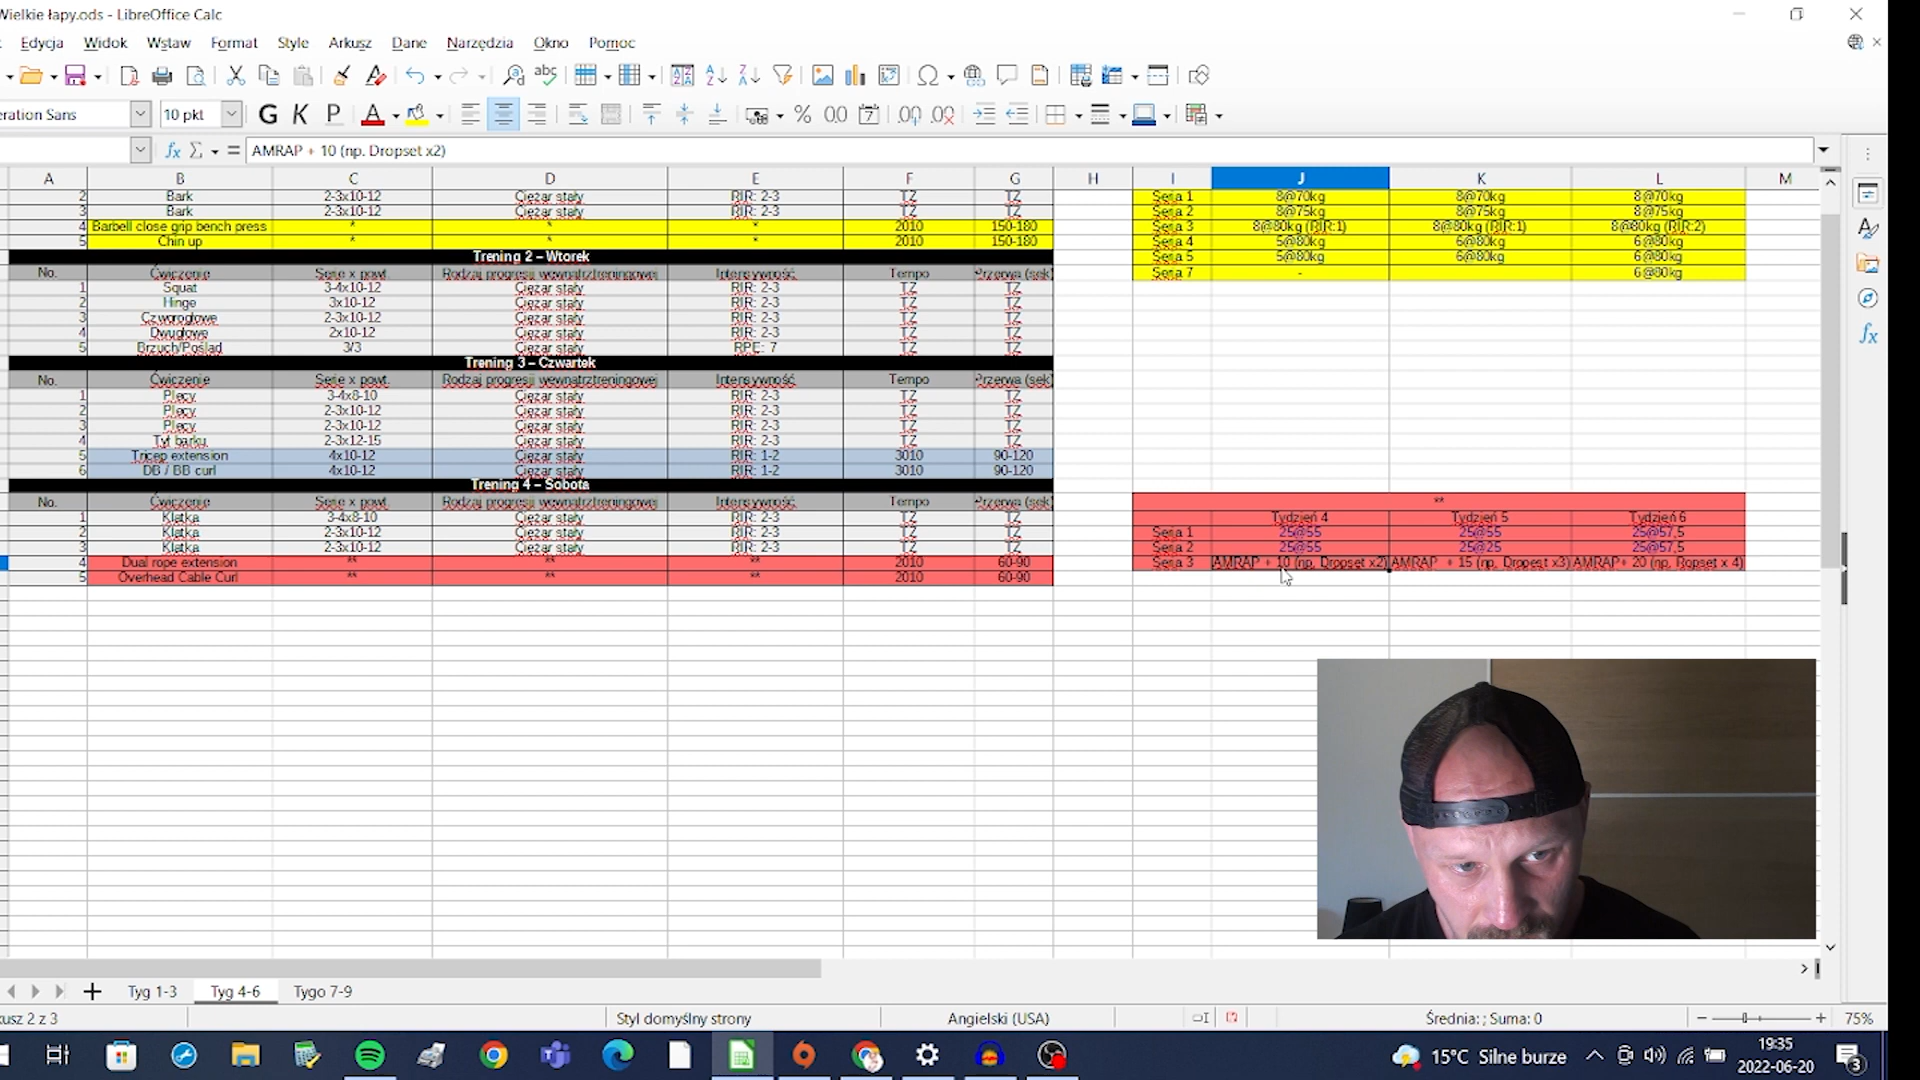 Wielkie łapy.ods - LibreOffice Calc
Edycja Widok Wstaw Format Style Arkusz Dane Narzędzia Okno Pomoc
eration Sans 10 pkt G K P
AMRAP + 10 (np. Dropset x2)
A B C D E F G H I J K L M
2 Bark 2-3x10-12 Ciężar stały RIR: 2-3 TZ TZ Seria 1 8@70kg 8@70kg 8@70kg
3 Bark 2-3x10-12 Ciężar stały RIR: 2-3 TZ TZ Seria 2 8@75kg 8@75kg 8@75kg
4 Barbell close grip bench press * * * 2010 150-180 Seria 3 8@80kg (RIR:1) 8@80kg (RIR:1) 8@80kg (RIR:2)
5 Chin up * * * 2010 150-180 Seria 4 5@80kg 6@80kg 6@80kg
Trening 2 – Wtorek Seria 5 5@80kg 6@80kg 6@80kg
No. Ćwiczenie Serie x powt. Rodzaj progresji wewnątrztreningowej Intensywność Tempo Przerwa (sek) Seria 7 - 6@80kg
1 Squat 3-4x10-12 Ciężar stały RIR: 2-3 TZ TZ
2 Hinge 3x10-12 Ciężar stały RIR: 2-3 TZ TZ
3 Czworogłowe 2-3x10-12 Ciężar stały RIR: 2-3 TZ TZ
4 Dwugłowe 2x10-12 Ciężar stały RIR: 2-3 TZ TZ
5 Brzuch/Poślad 3/3 Ciężar stały RPE: 7 TZ TZ
Trening 3 – Czwartek
No. Ćwiczenie Serie x powt. Rodzaj progresji wewnątrztreningowej Intensywność Tempo Przerwa (sek)
1 Plecy 3-4x8-10 Ciężar stały RIR: 2-3 TZ TZ
2 Plecy 2-3x10-12 Ciężar stały RIR: 2-3 TZ TZ
3 Plecy 2-3x10-12 Ciężar stały RIR: 2-3 TZ TZ
4 Tył barku 2-3x12-15 Ciężar stały RIR: 2-3 TZ TZ
5 Tricep extension 4x10-12 Ciężar stały RIR: 1-2 3010 90-120
6 DB / BB curl 4x10-12 Ciężar stały RIR: 1-2 3010 90-120
Trening 4 – Sobota
No. Ćwiczenie Serie x powt. Rodzaj progresji wewnątrztreningowej Intensywność Tempo Przerwa (sek) **
1 Klatka 3-4x8-10 Ciężar stały RIR: 2-3 TZ TZ Tydzień 4 Tydzień 5 Tydzień 6
2 Klatka 2-3x10-12 Ciężar stały RIR: 2-3 TZ TZ Seria 1 25@55 25@55 25@57,5
3 Klatka 2-3x10-12 Ciężar stały RIR: 2-3 TZ TZ Seria 2 25@55 25@25 25@57,5
4 Dual rope extension ** ** ** 2010 60-90 Seria 3 AMRAP + 10 (np. Dropset x2) AMRAP + 15 (np. Dropest x3) AMRAP+ 20 (np. Ropset x 4)
5 Overhead Cable Curl ** ** ** 2010 60-90
Tyg 1-3 Tyg 4-6 Tygo 7-9
kusz 2 z 3 Styl domyślny strony Angielski (USA) Średnia: ; Suma: 0 75%
15°C Silne burze 19:35
2022-06-20 3